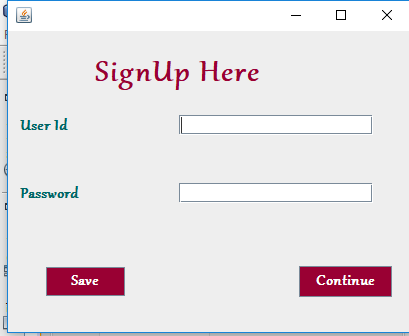 SignUp Here
User Id
Password
Save
Continue